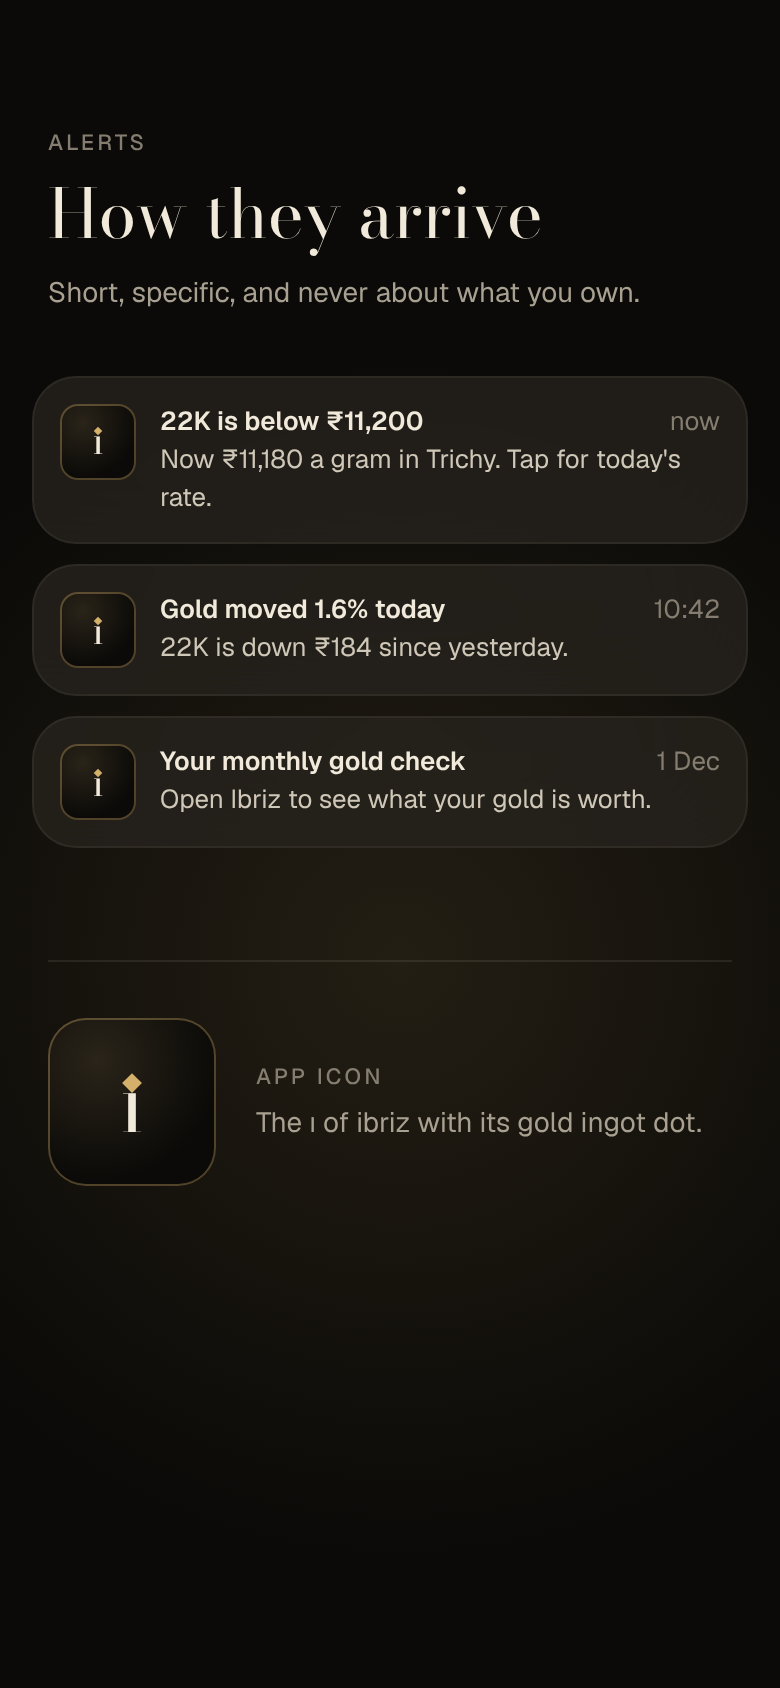 ALERTS
How they arrive
Short, specific, and never about what you own.
ı
22K is below ₹11,200
now
Now ₹11,180 a gram in Trichy. Tap for today's
rate.
ı
Gold moved 1.6% today
10:42
22K is down ₹184 since yesterday.
ı
Your monthly gold check
1 Dec
Open Ibriz to see what your gold is worth.
ı
APP ICON
The ı of ibriz with its gold ingot dot.